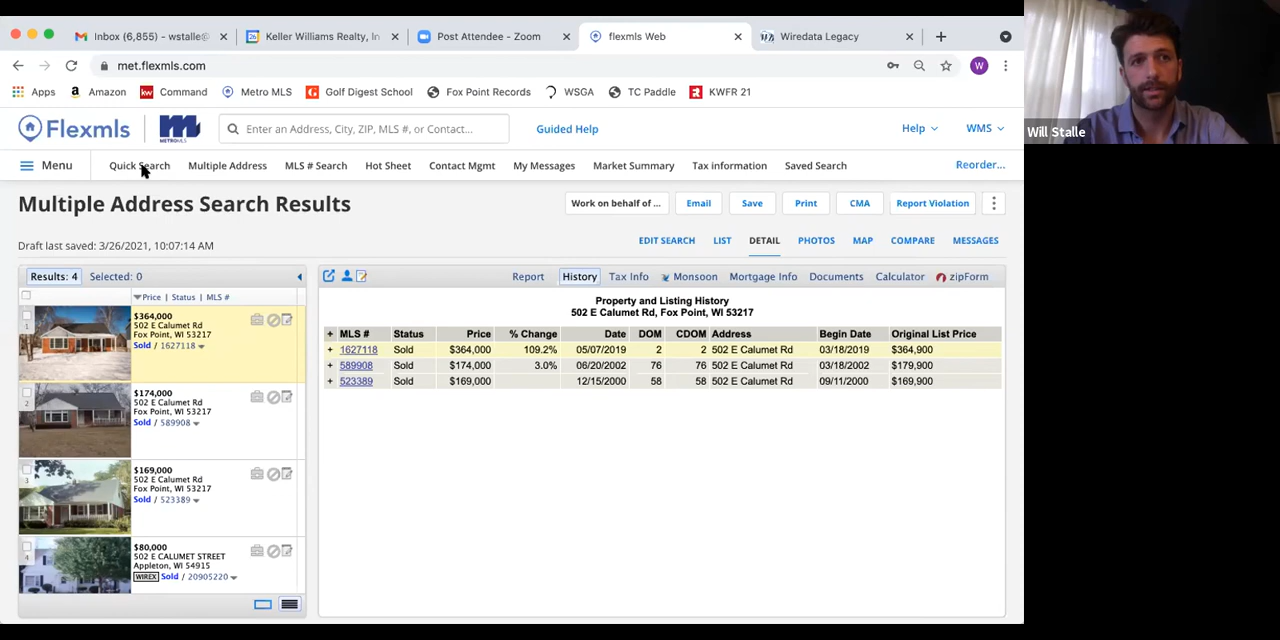 Inbox (6,855) - wstalle@
Keller Williams Realty, In
Post Attendee - Zoom
flexmls Web
Wiredata Legacy
met.flexmls.com
W
Apps
Amazon
kw Command
Metro MLS
Golf Digest School
Fox Point Records
WSGA
TC Paddle
KWFR 21
Flexmls
METROMLS
Enter an Address, City, ZIP, MLS #, or Contact...
Guided Help
Help
WMS
Will Stalle
Menu
Quick Search
Multiple Address
MLS # Search
Hot Sheet
Contact Mgmt
My Messages
Market Summary
Tax information
Saved Search
Reorder...
Multiple Address Search Results
Work on behalf of ...
Email
Save
Print
CMA
Report Violation
Draft last saved: 3/26/2021, 10:07:14 AM
EDIT SEARCH
LIST
DETAIL
PHOTOS
MAP
COMPARE
MESSAGES
Results: 4
Selected: 0
Price | Status | MLS #
1
$364,000
502 E Calumet Rd
Fox Point, WI 53217
Sold / 1627118
2
$174,000
502 E Calumet Rd
Fox Point, WI 53217
Sold / 589908
3
$169,000
502 E Calumet Rd
Fox Point, WI 53217
Sold / 523389
4
$80,000
502 E CALUMET STREET
Appleton, WI 54915
WIREX Sold / 20905220
Report
History
Tax Info
Monsoon
Mortgage Info
Documents
Calculator
zipForm
Property and Listing History
502 E Calumet Rd, Fox Point, WI 53217
+ MLS # Status Price % Change Date DOM CDOM Address Begin Date Original List Price
+ 1627118 Sold $364,000 109.2% 05/07/2019 2 2 502 E Calumet Rd 03/18/2019 $364,900
+ 589908 Sold $174,000 3.0% 06/20/2002 76 76 502 E Calumet Rd 03/18/2002 $179,900
+ 523389 Sold $169,000 12/15/2000 58 58 502 E Calumet Rd 09/11/2000 $169,900